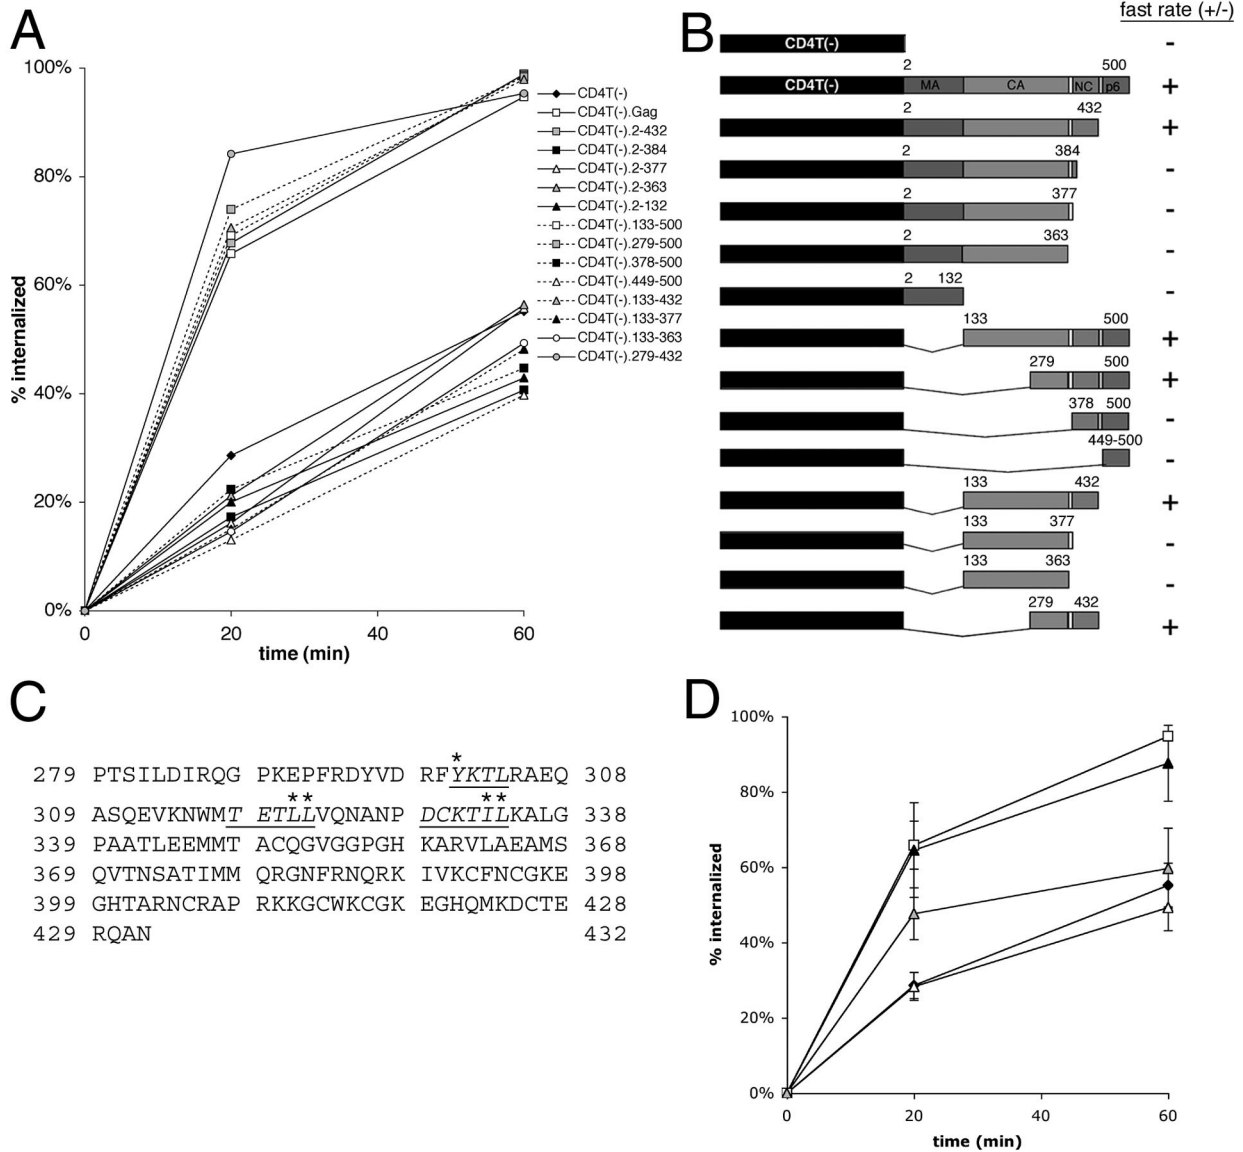 A
100%
80%
60%
40%
20%
0%
0
20
40
60
% internalized
time (min)
CD4T(-)
CD4T(-).Gag
CD4T(-).2-432
CD4T(-).2-384
CD4T(-).2-377
CD4T(-).2-363
CD4T(-).2-132
CD4T(-).133-500
CD4T(-).279-500
CD4T(-).378-500
CD4T(-).449-500
CD4T(-).133-432
CD4T(-).133-377
CD4T(-).133-363
CD4T(-).279-432
B
fast rate (+/-)
CD4T(-) -
2 500
CD4T(-) MA CA NC p6 +
2 432
+
2 384
-
2 377
-
2 363
-
2 132
-
133 500
+
279 500
+
378 500
-
449-500
-
133 432
+
133 377
-
133 363
-
279 432
+
C
*
279 PTSILDIRQG PKEPFRDYVD RFYKTLRAEQ 308
** **
309 ASQEVKNWMT ETLLVQNANP DCKTILKALG 338
339 PAATLEEMMT ACQGVGGPGH KARVLAEAMS 368
369 QVTNSATIMM QRGNFRNQRK IVKCFNCGKE 398
399 GHTARNCRAP RKKGCWKCGK EGHQMKDCTE 428
429 RQAN 432
D
100%
80%
60%
40%
20%
0%
0
20
40
60
% internalized
time (min)